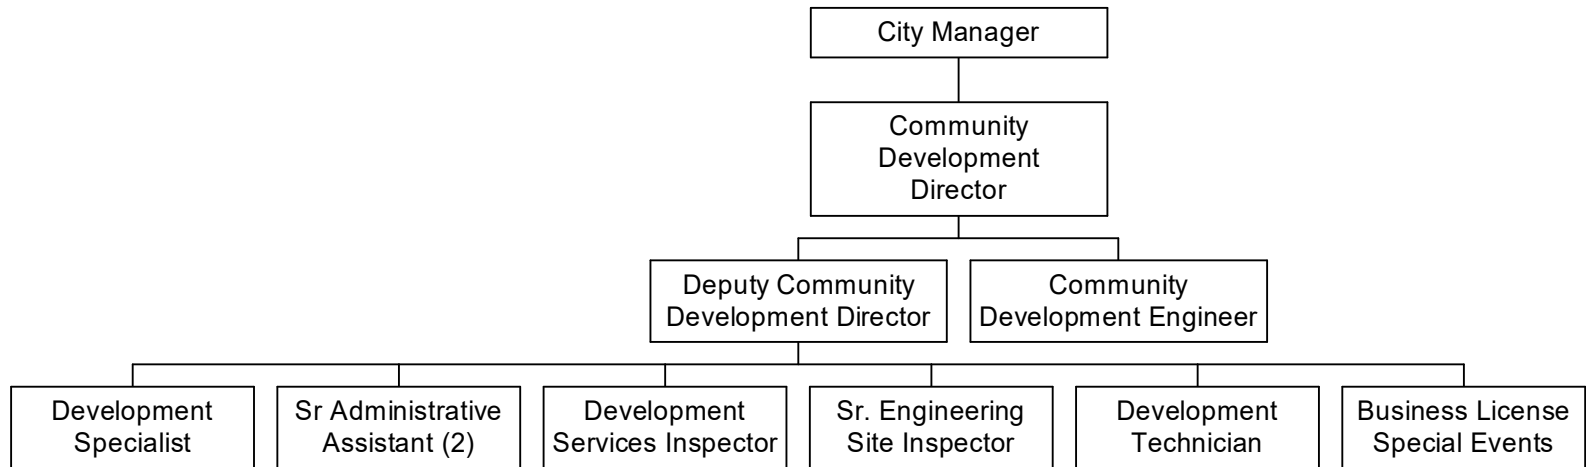 City Manager
Community
Development
Director
Deputy Community
Development Director
Community
Development Engineer
Development
Specialist
Sr Administrative
Assistant (2)
Development
Services Inspector
Sr. Engineering
Site Inspector
Development
Technician
Business License
Special Events